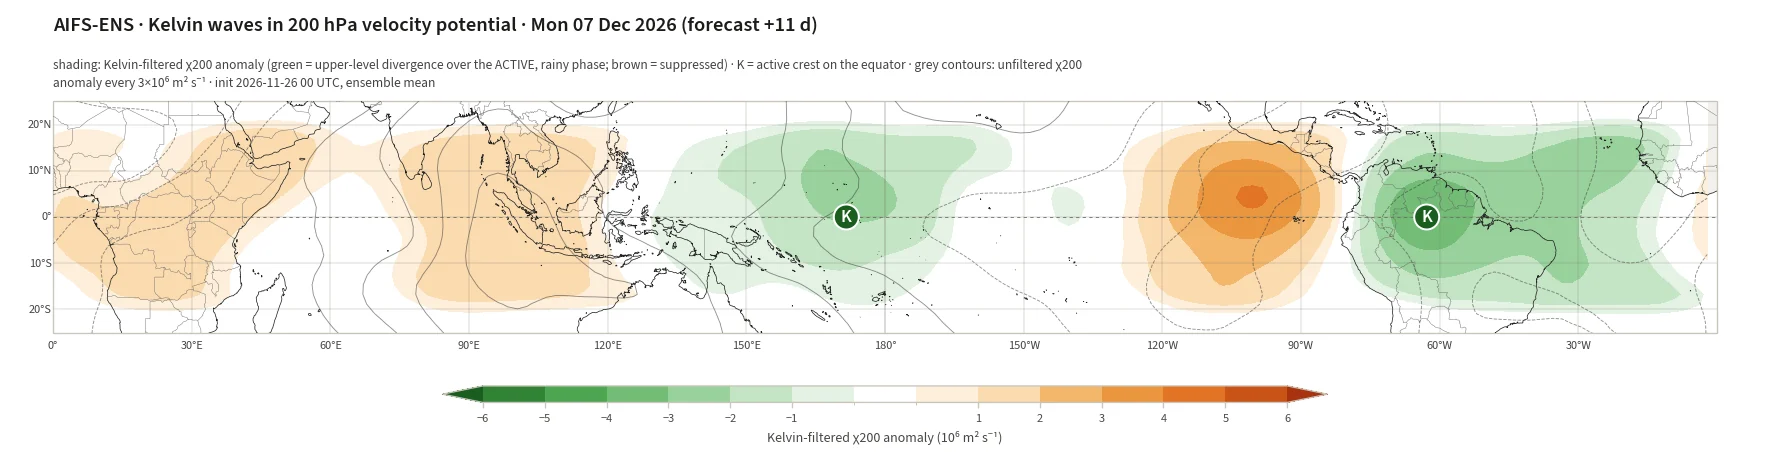 AIFS-ENS · Kelvin waves in 200 hPa velocity potential · Mon 07 Dec 2026 (forecast +11 d)
shading: Kelvin-filtered χ200 anomaly (green = upper-level divergence over the ACTIVE, rainy phase; brown = suppressed) · K = active crest on the equator · grey contours: unfiltered χ200
anomaly every 3×10⁶ m² s⁻¹ · init 2026-11-26 00 UTC, ensemble mean
20°N
10°N
0°
10°S
20°S
K K
0° 30°E 60°E 90°E 120°E 150°E 180° 150°W 120°W 90°W 60°W 30°W
−6 −5 −4 −3 −2 −1 1 2 3 4 5 6
Kelvin-filtered χ200 anomaly (10⁶ m² s⁻¹)